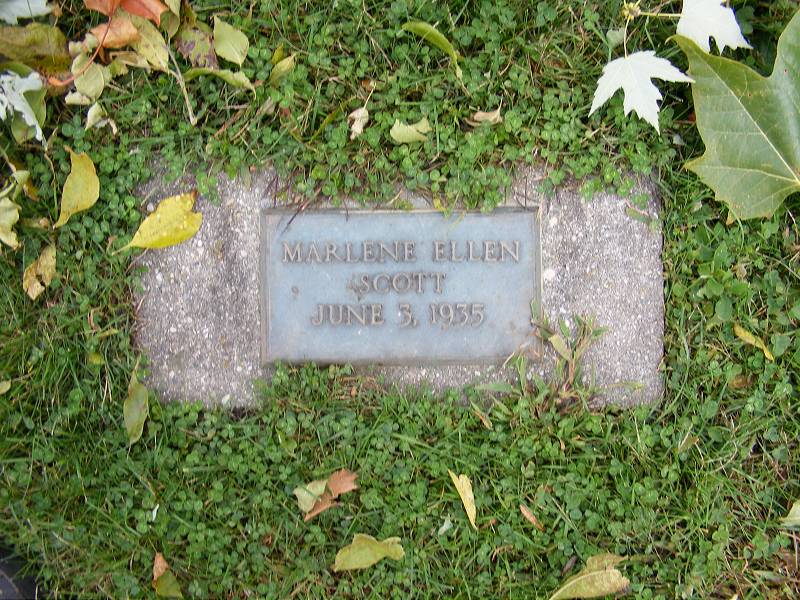 MARLENE ELLEN
SCOTT
JUNE 3, 1935